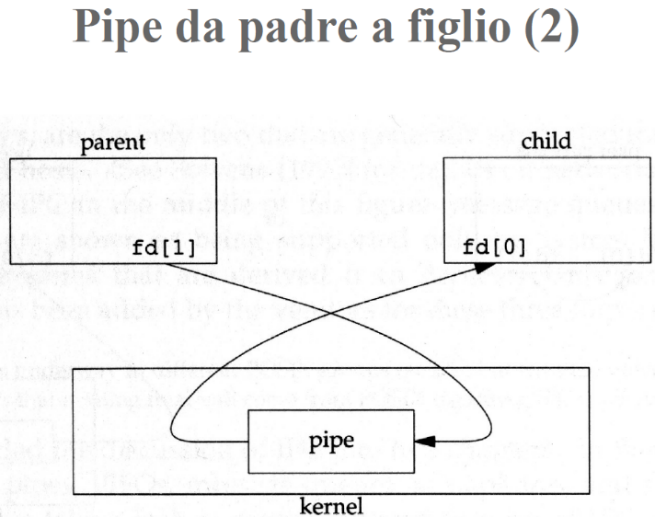 Pipe da padre a figlio (2)
parent
child
fd[1]
fd[0]
pipe
kernel